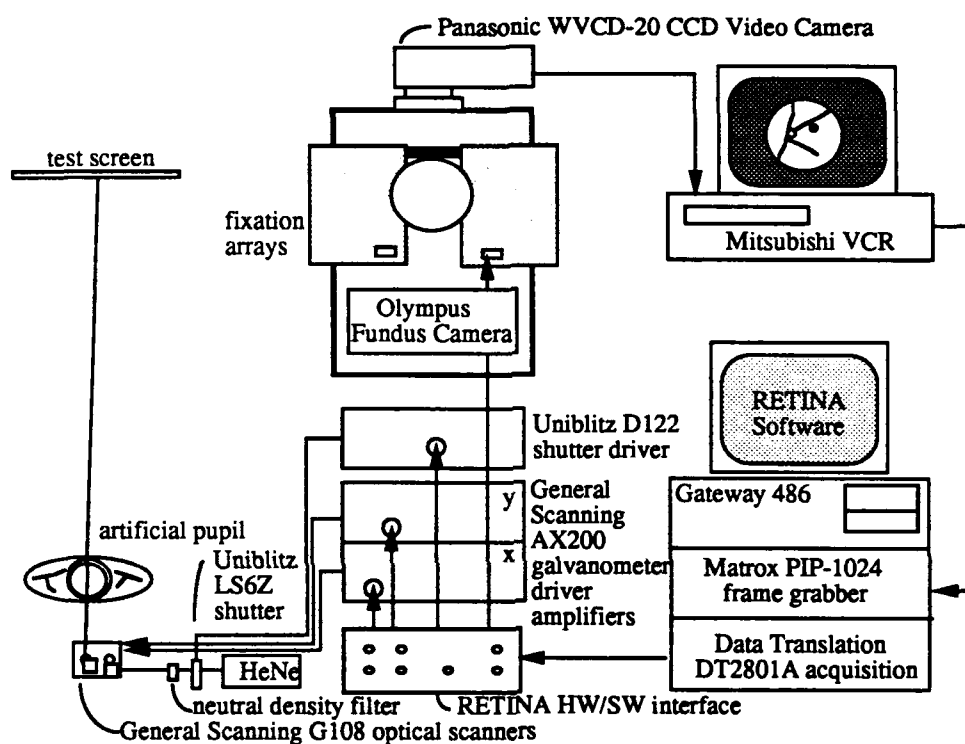 Panasonic WVCD-20 CCD Video Camera
test screen
fixation
arrays
Mitsubishi VCR
Olympus
Fundus Camera
RETINA
Software
Uniblitz D122
shutter driver
y
x
General
Scanning
AX200
galvanometer
driver
amplifiers
Gateway 486
artificial pupil
Uniblitz
LS6Z
shutter
Matrox PIP-1024
frame grabber
Data Translation
DT2801A acquisition
HeNe
neutral density filter
RETINA HW/SW interface
General Scanning G108 optical scanners